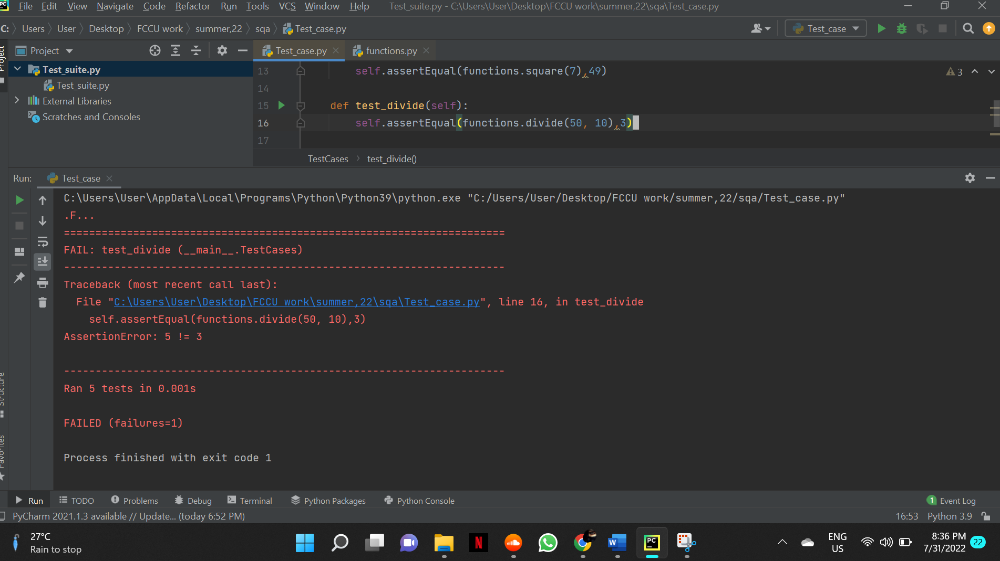 PC File Edit View Navigate Code Refactor Run Tools VCS Window Help Test_suite.py - C:\Users\User\Desktop\FCCU work\summer,22\sqa\Test_case.py
C: Users User Desktop FCCU work summer,22 sqa Test_case.py Test_case
Project
Project Test_case.py functions.py
Test_suite.py
Test_suite.py
External Libraries
Scratches and Consoles
13 self.assertEqual(functions.square(7),49) 3
14
15 def test_divide(self):
16 self.assertEqual(functions.divide(50, 10),3)
17
TestCases test_divide()
Run: Test_case
C:\Users\User\AppData\Local\Programs\Python\Python39\python.exe "C:/Users/User/Desktop/FCCU work/summer,22/sqa/Test_case.py"
.F...
======================================================================
FAIL: test_divide (__main__.TestCases)
----------------------------------------------------------------------
Traceback (most recent call last):
File "C:\Users\User\Desktop\FCCU work\summer,22\sqa\Test_case.py", line 16, in test_divide
self.assertEqual(functions.divide(50, 10),3)
AssertionError: 5 != 3
----------------------------------------------------------------------
Ran 5 tests in 0.001s
FAILED (failures=1)
Process finished with exit code 1
Structure
Favorites
Run TODO Problems Debug Terminal Python Packages Python Console 1 Event Log
PyCharm 2021.1.3 available // Update... (today 6:52 PM) 16:53 Python 3.9
27°C
Rain to stop
N
W
PC
ENG
US
8:36 PM
7/31/2022
22